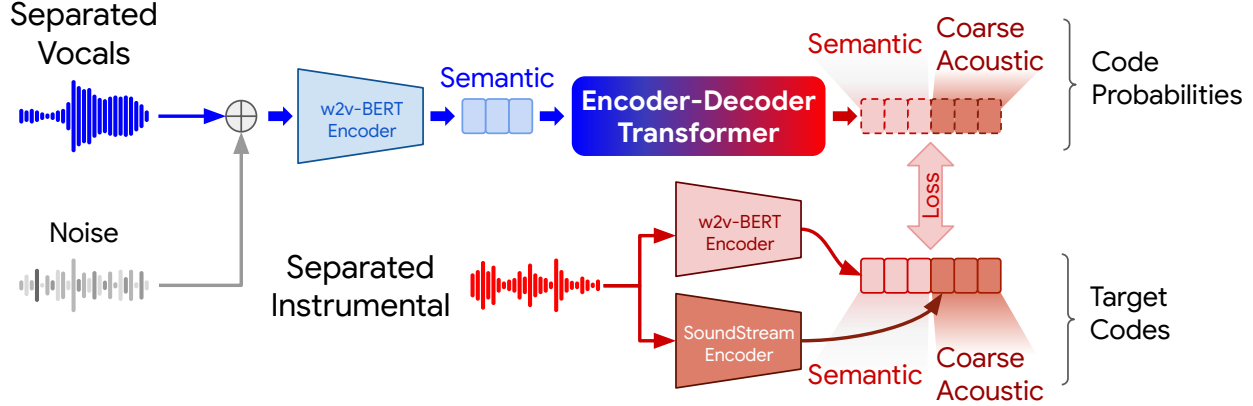 Separated
Vocals
w2v-BERT
Encoder
Semantic
Encoder-Decoder
Transformer
Semantic
Coarse
Acoustic
Code
Probabilities
Loss
Noise
Separated
Instrumental
w2v-BERT
Encoder
SoundStream
Encoder
Semantic
Coarse
Acoustic
Target
Codes